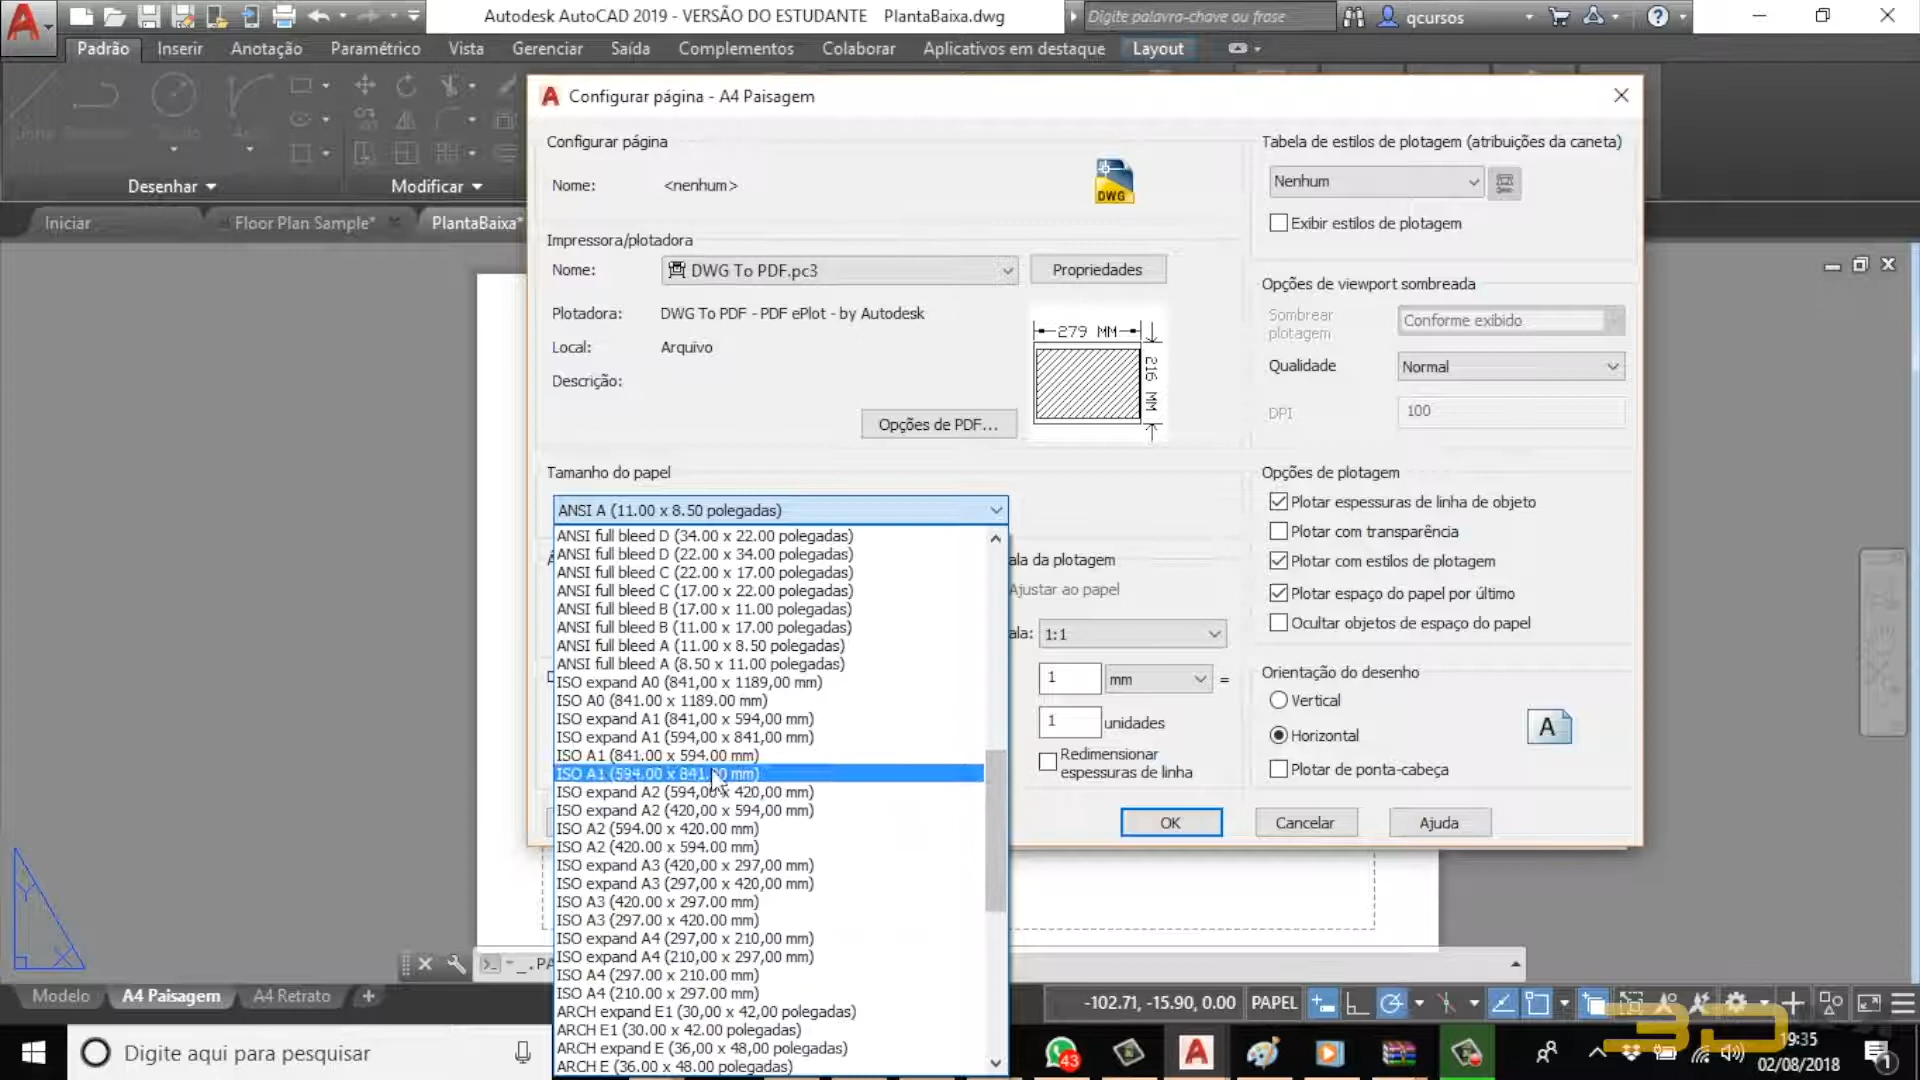 Autodesk AutoCAD 2019 - VERSÃO DO ESTUDANTE PlantaBaixa.dwg
Digite palavra-chave ou frase
qcursos
Padrão Inserir Anotação Paramétrico Vista Gerenciar Saída Complementos Colaborar Aplicativos em destaque Layout
Desenhar Modificar
Iniciar Floor Plan Sample* PlantaBaixa*
Configurar página - A4 Paisagem
Configurar página
Nome: <nenhum>
DWG
Impressora/plotadora
Nome: DWG To PDF.pc3 Propriedades
Plotadora: DWG To PDF - PDF ePlot - by Autodesk
Local: Arquivo
Descrição:
279 MM
216 MM
Opções de PDF...
Tamanho do papel
ANSI A (11.00 x 8.50 polegadas)
ANSI full bleed D (34.00 x 22.00 polegadas)
ANSI full bleed D (22.00 x 34.00 polegadas)
ANSI full bleed C (22.00 x 17.00 polegadas)
ANSI full bleed C (17.00 x 22.00 polegadas)
ANSI full bleed B (17.00 x 11.00 polegadas)
ANSI full bleed B (11.00 x 17.00 polegadas)
ANSI full bleed A (11.00 x 8.50 polegadas)
ANSI full bleed A (8.50 x 11.00 polegadas)
ISO expand A0 (841,00 x 1189,00 mm)
ISO A0 (841.00 x 1189.00 mm)
ISO expand A1 (841,00 x 594,00 mm)
ISO expand A1 (594,00 x 841,00 mm)
ISO A1 (841.00 x 594.00 mm)
ISO A1 (594.00 x 841.00 mm)
ISO expand A2 (594,00 x 420,00 mm)
ISO expand A2 (420,00 x 594,00 mm)
ISO A2 (594.00 x 420.00 mm)
ISO A2 (420.00 x 594.00 mm)
ISO expand A3 (420,00 x 297,00 mm)
ISO expand A3 (297,00 x 420,00 mm)
ISO A3 (420.00 x 297.00 mm)
ISO A3 (297.00 x 420.00 mm)
ISO expand A4 (297,00 x 210,00 mm)
ISO expand A4 (210,00 x 297,00 mm)
ISO A4 (297.00 x 210.00 mm)
ISO A4 (210.00 x 297.00 mm)
ARCH expand E1 (30,00 x 42,00 polegadas)
ARCH E1 (30.00 x 42.00 polegadas)
ARCH expand E (36,00 x 48,00 polegadas)
ARCH E (36.00 x 48.00 polegadas)
ala da plotagem
Ajustar ao papel
ala: 1:1
1 mm =
1 unidades
Redimensionar
espessuras de linha
Tabela de estilos de plotagem (atribuições da caneta)
Nenhum
Exibir estilos de plotagem
Opções de viewport sombreada
Sombrear
plotagem
Conforme exibido
Qualidade Normal
DPI 100
Opções de plotagem
Plotar espessuras de linha de objeto
Plotar com transparência
Plotar com estilos de plotagem
Plotar espaço do papel por último
Ocultar objetos de espaço do papel
Orientação do desenho
Vertical
Horizontal
A
Plotar de ponta-cabeça
OK Cancelar Ajuda
_.PA
Modelo A4 Paisagem A4 Retrato +
-102.71, -15.90, 0.00 PAPEL
3D
Digite aqui para pesquisar
43
19:35
02/08/2018
1